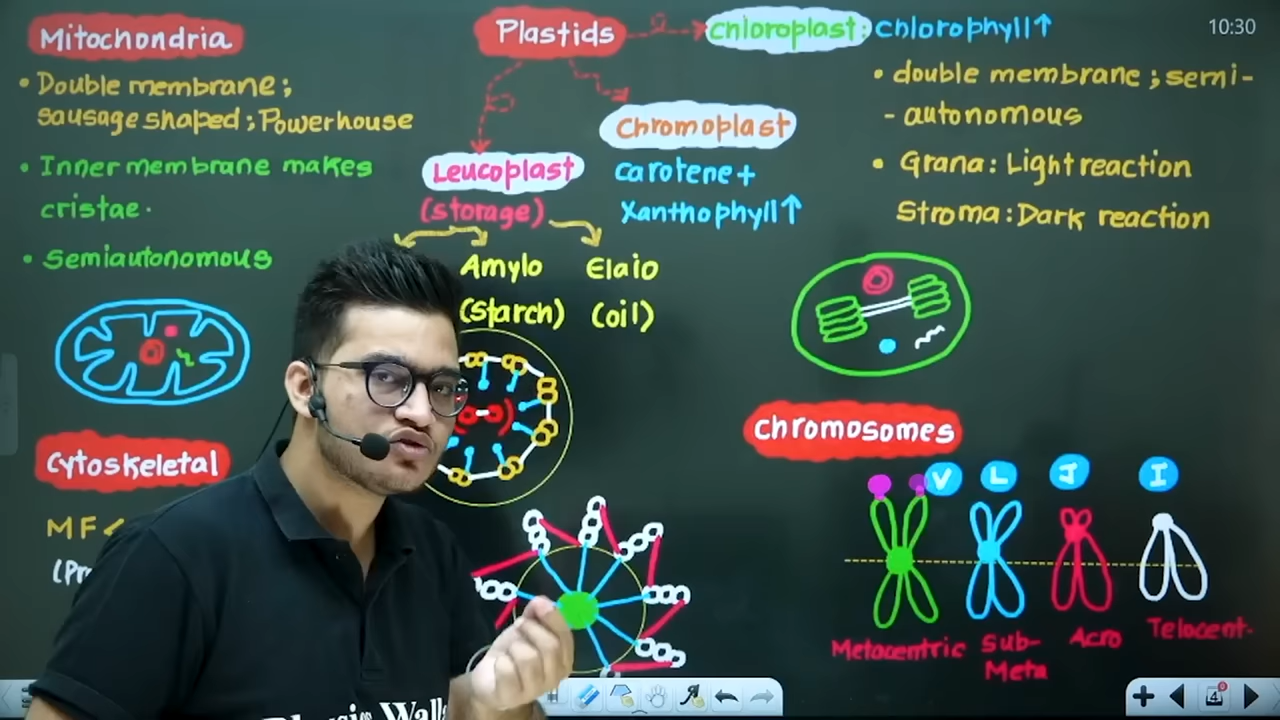 Mitochondria
• Double membrane;
sausage shaped; Powerhouse
• Inner membrane makes
cristae.
• Semiautonomous
Plastids
chloroplast: chlorophyll↑
10:30
• double membrane; semi-
- autonomous
• Grana: Light reaction
Stroma: Dark reaction
Chromoplast
carotene+
Xanthophyll↑
Leucoplast
(storage)
Amylo Elaio
(starch) (oil)
Cytoskeletal
MF<
chromosomes
V L J I
Metacentric Sub-
Meta
Acro
Telocent.
4